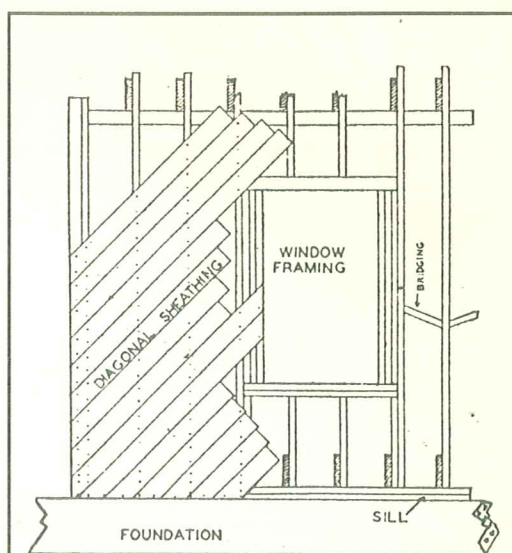 WINDOW
FRAMING
BRIDGING
DIAGONAL SHEATHING
SILL
FOUNDATION